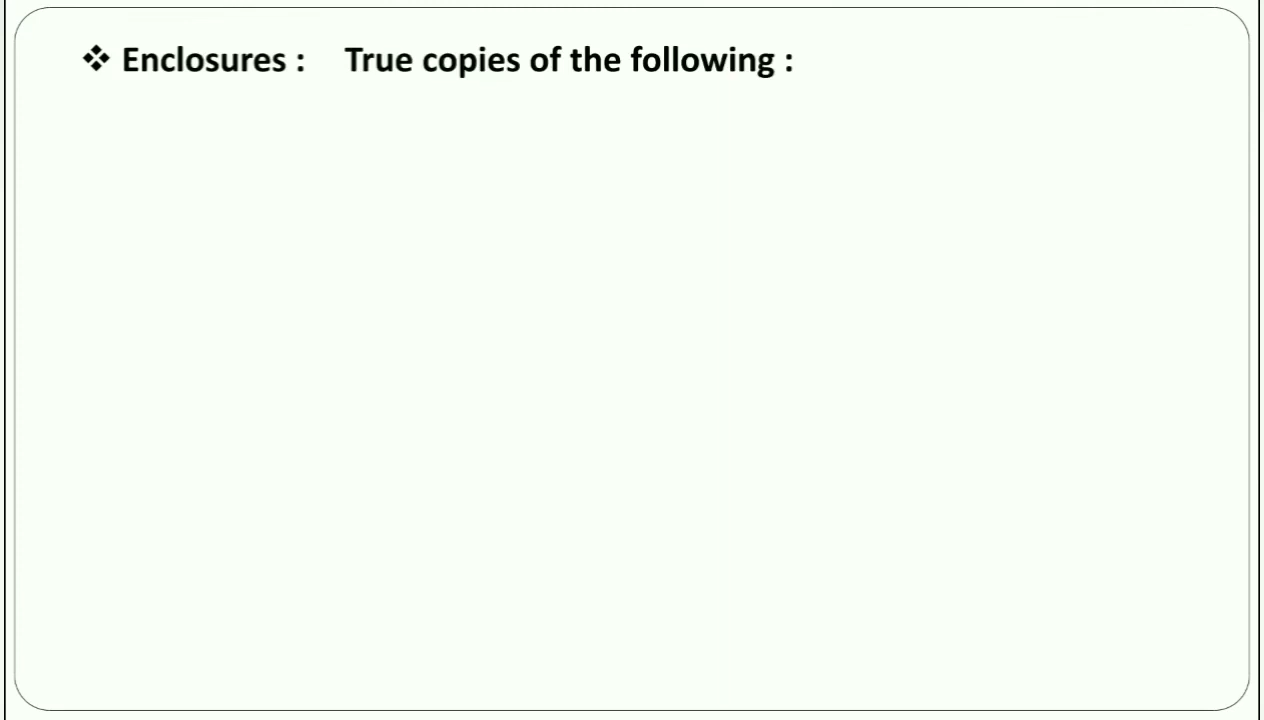 ❖ Enclosures : True copies of the following :